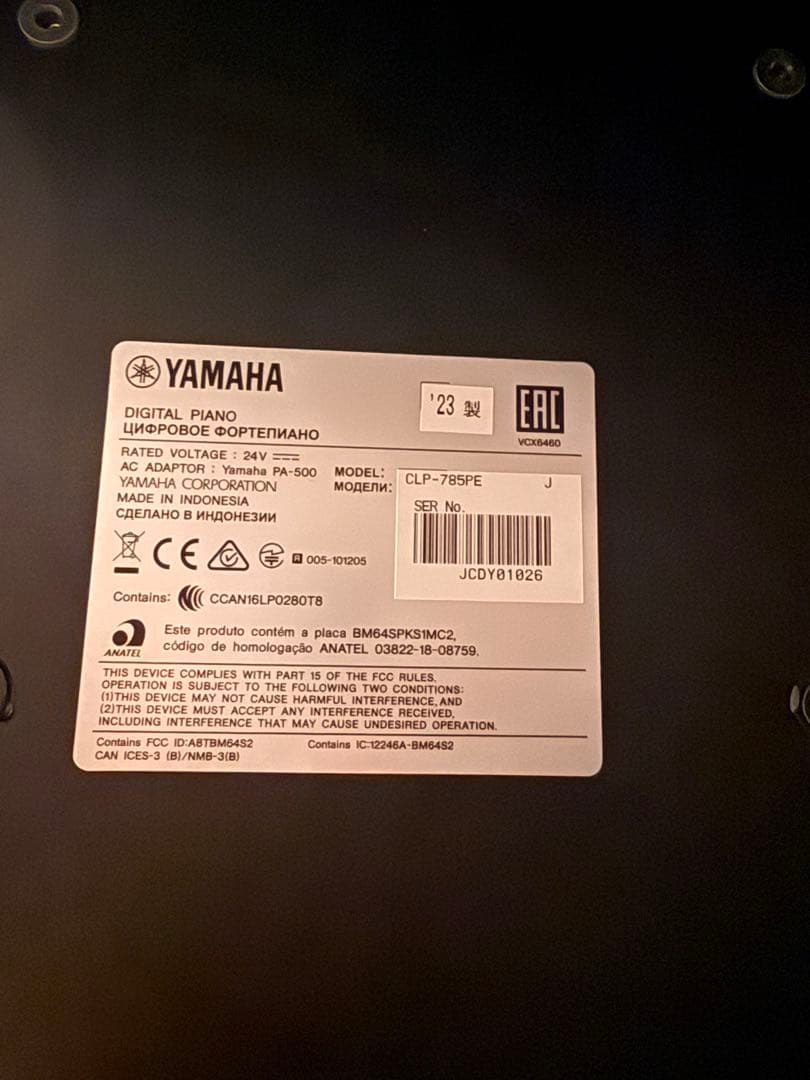 YAMAHA
'23 製
EAC
VCX6460
DIGITAL PIANO
ЦИФРОВОЕ ФОРТЕПИАНО
RATED VOLTAGE : 24V
AC ADAPTOR : Yamaha PA-500
YAMAHA CORPORATION
MADE IN INDONESIA
СДЕЛАНО В ИНДОНЕЗИИ
MODEL:
МОДЕЛИ:
CLP-785PE J
SER No.
JCDY01026
CE
R 005-101205
Contains: CCAN16LP0280T8
ANATEL
Este produto contém a placa BM64SPKS1MC2,
código de homologação ANATEL 03822-18-08759.
THIS DEVICE COMPLIES WITH PART 15 OF THE FCC RULES.
OPERATION IS SUBJECT TO THE FOLLOWING TWO CONDITIONS:
(1)THIS DEVICE MAY NOT CAUSE HARMFUL INTERFERENCE, AND
(2)THIS DEVICE MUST ACCEPT ANY INTERFERENCE RECEIVED,
INCLUDING INTERFERENCE THAT MAY CAUSE UNDESIRED OPERATION.
Contains FCC ID:A8TBM64S2 Contains IC:12246A-BM64S2
CAN ICES-3 (B)/NMB-3(B)